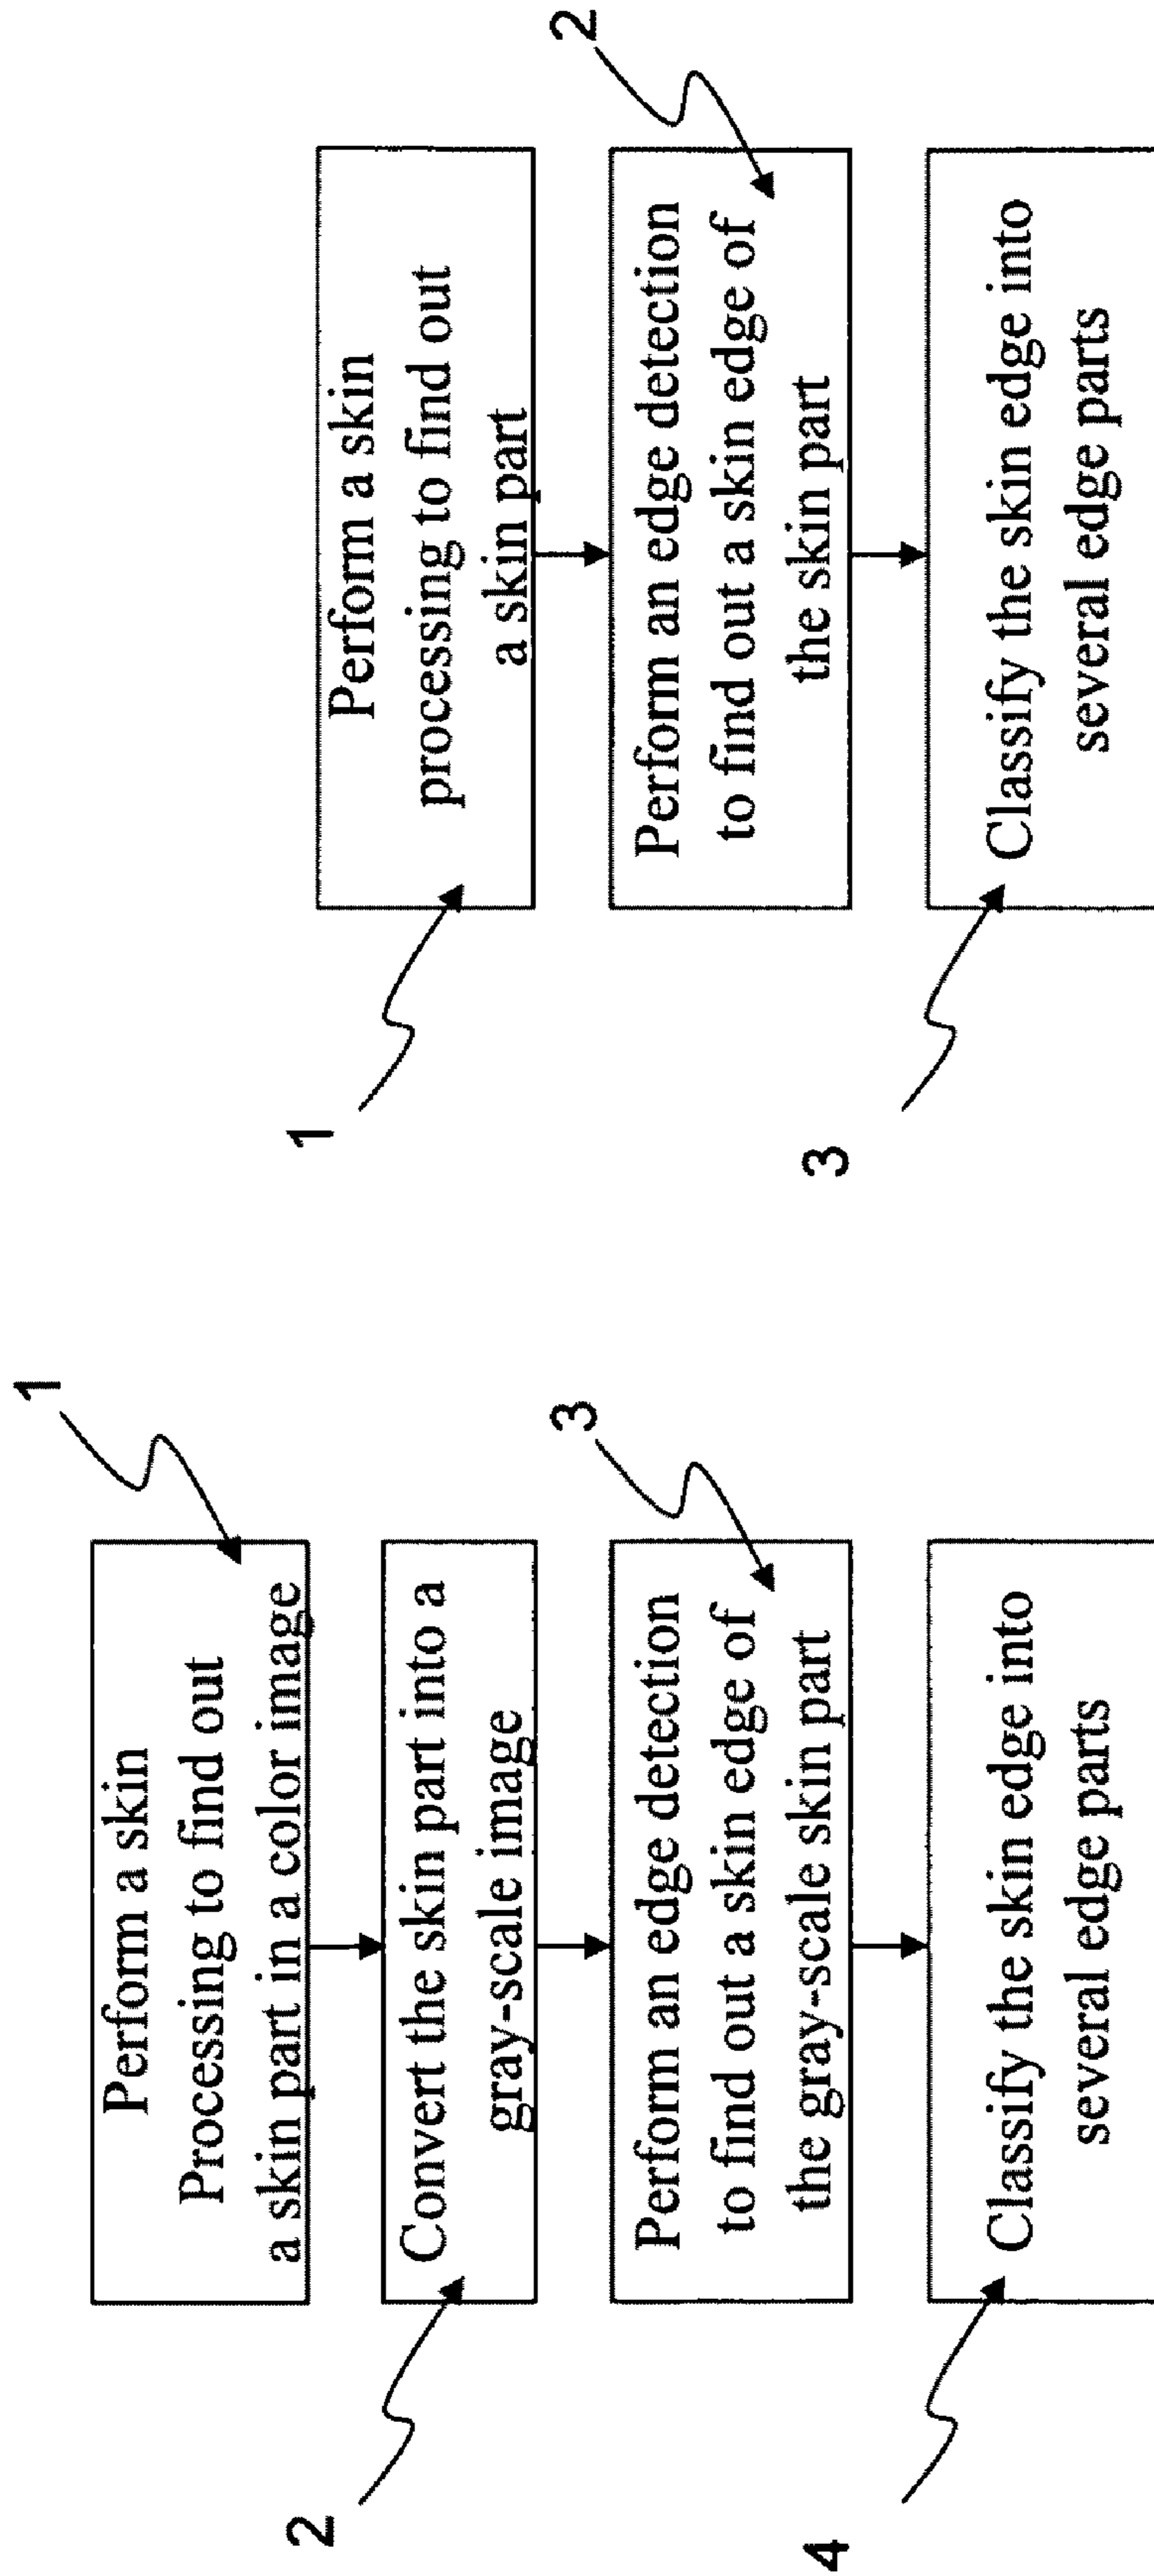 1
Perform a skin
Processing to find out
a skin part in a color image
2
Convert the skin part into a
gray-scale image
3
Perform an edge detection
to find out a skin edge of
the gray-scale skin part
4
Classify the skin edge into
several edge parts
1
Perform a skin
processing to find out
a skin part
2
Perform an edge detection
to find out a skin edge of
the skin part
3
Classify the skin edge into
several edge parts